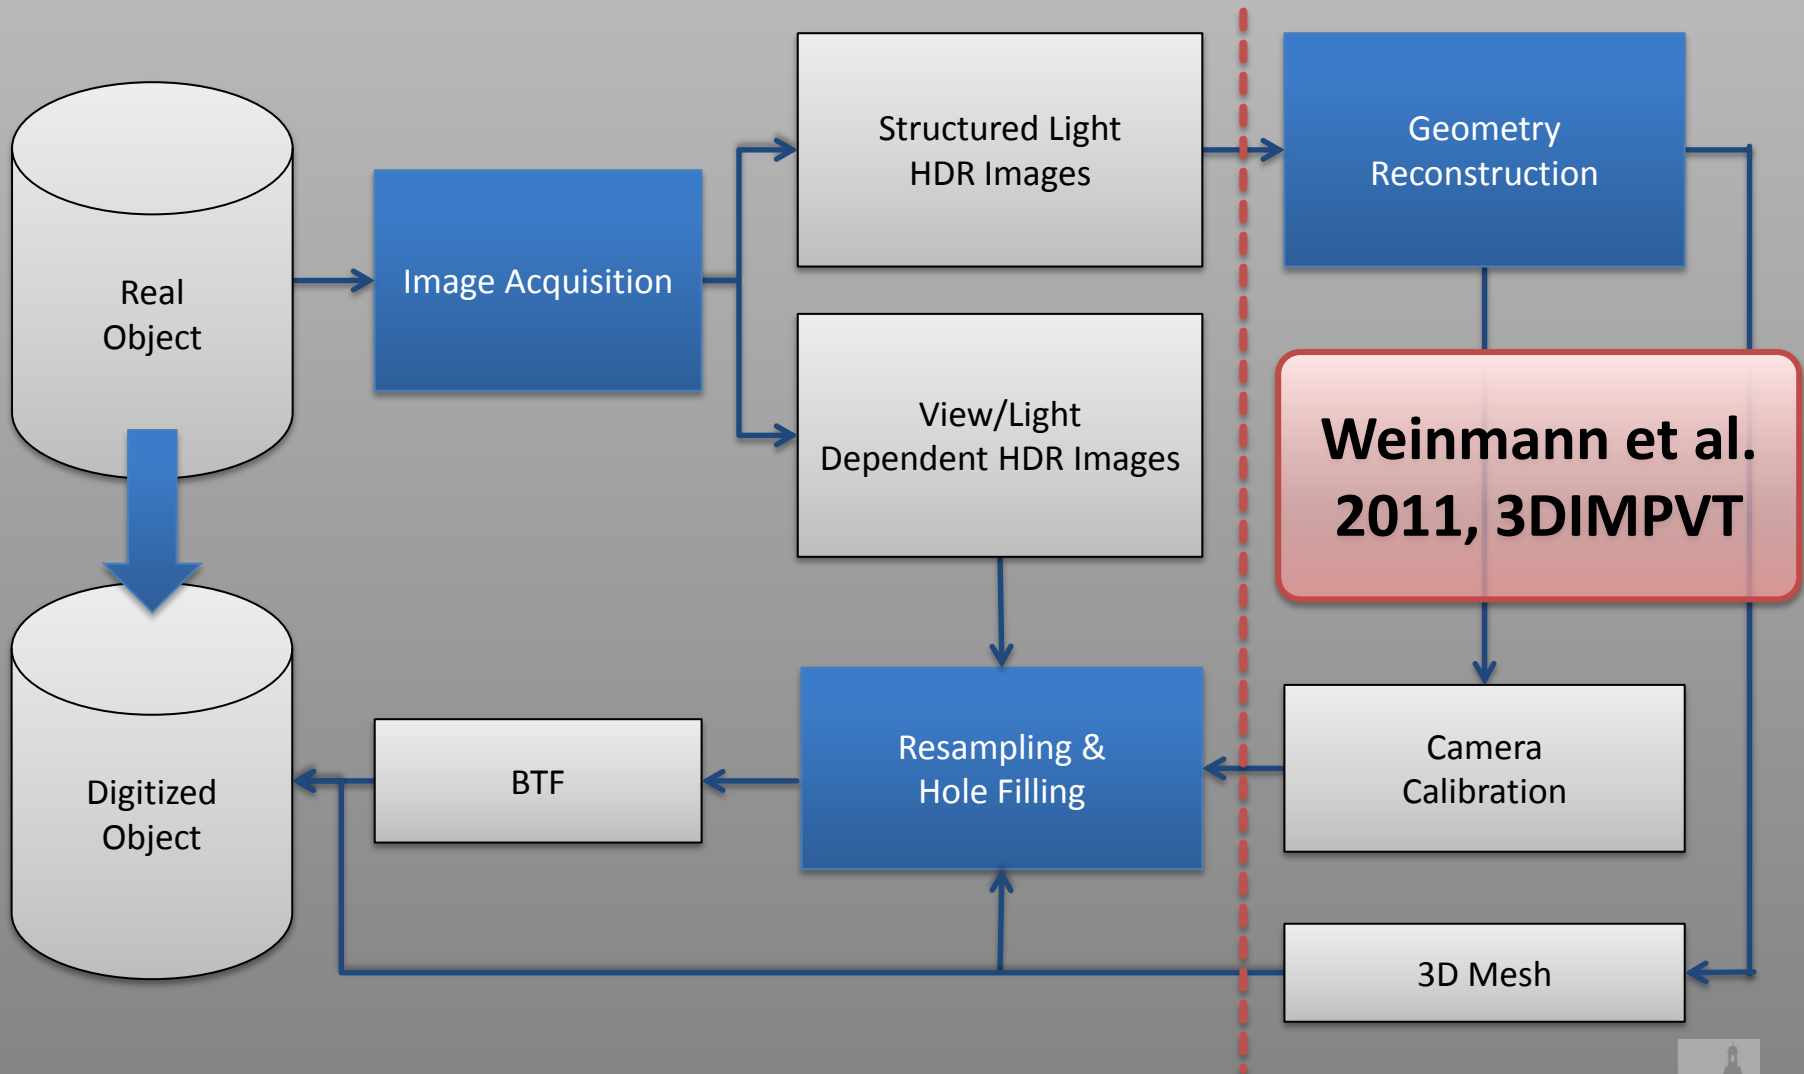 Real
Object
Image Acquisition
Structured Light
HDR Images
Geometry
Reconstruction
View/Light
Dependent HDR Images
Weinmann et al.
2011, 3DIMPVT
Digitized
Object
BTF
Resampling &
Hole Filling
Camera
Calibration
3D Mesh